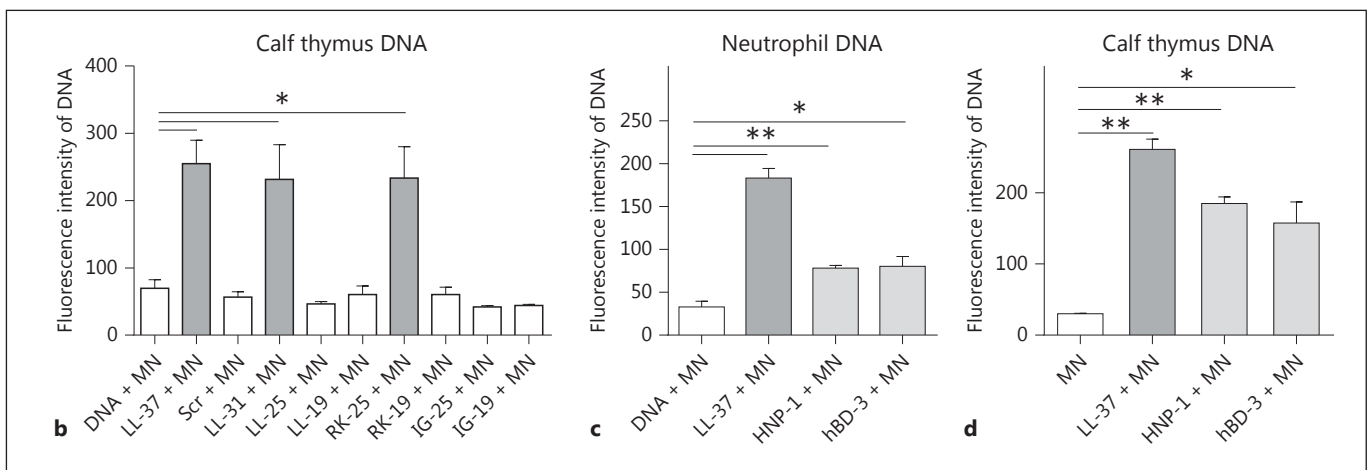 Calf thymus DNA
Fluorescence intensity of DNA
400
300
200
100
0
*
DNA + MN
LL-37 + MN
Scr + MN
LL-31 + MN
LL-25 + MN
LL-19 + MN
RK-25 + MN
RK-19 + MN
IG-25 + MN
IG-19 + MN
b
Neutrophil DNA
Fluorescence intensity of DNA
250
200
150
100
50
0
*
**
DNA + MN
LL-37 + MN
HNP-1 + MN
hBD-3 + MN
c
Calf thymus DNA
Fluorescence intensity of DNA
200
100
0
*
**
**
MN
LL-37 + MN
HNP-1 + MN
hBD-3 + MN
d